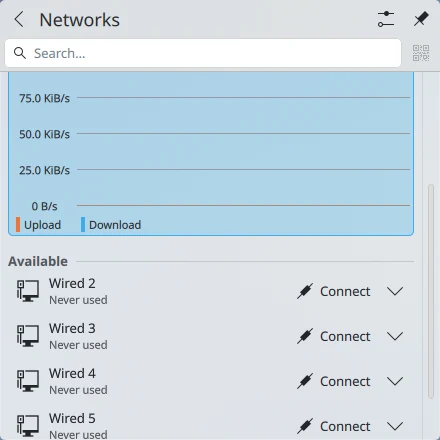 Networks
Search...
75.0 KiB/s
50.0 KiB/s
25.0 KiB/s
0 B/s
Upload Download
Available
Wired 2
Never used
Connect
Wired 3
Never used
Connect
Wired 4
Never used
Connect
Wired 5
Never used
Connect